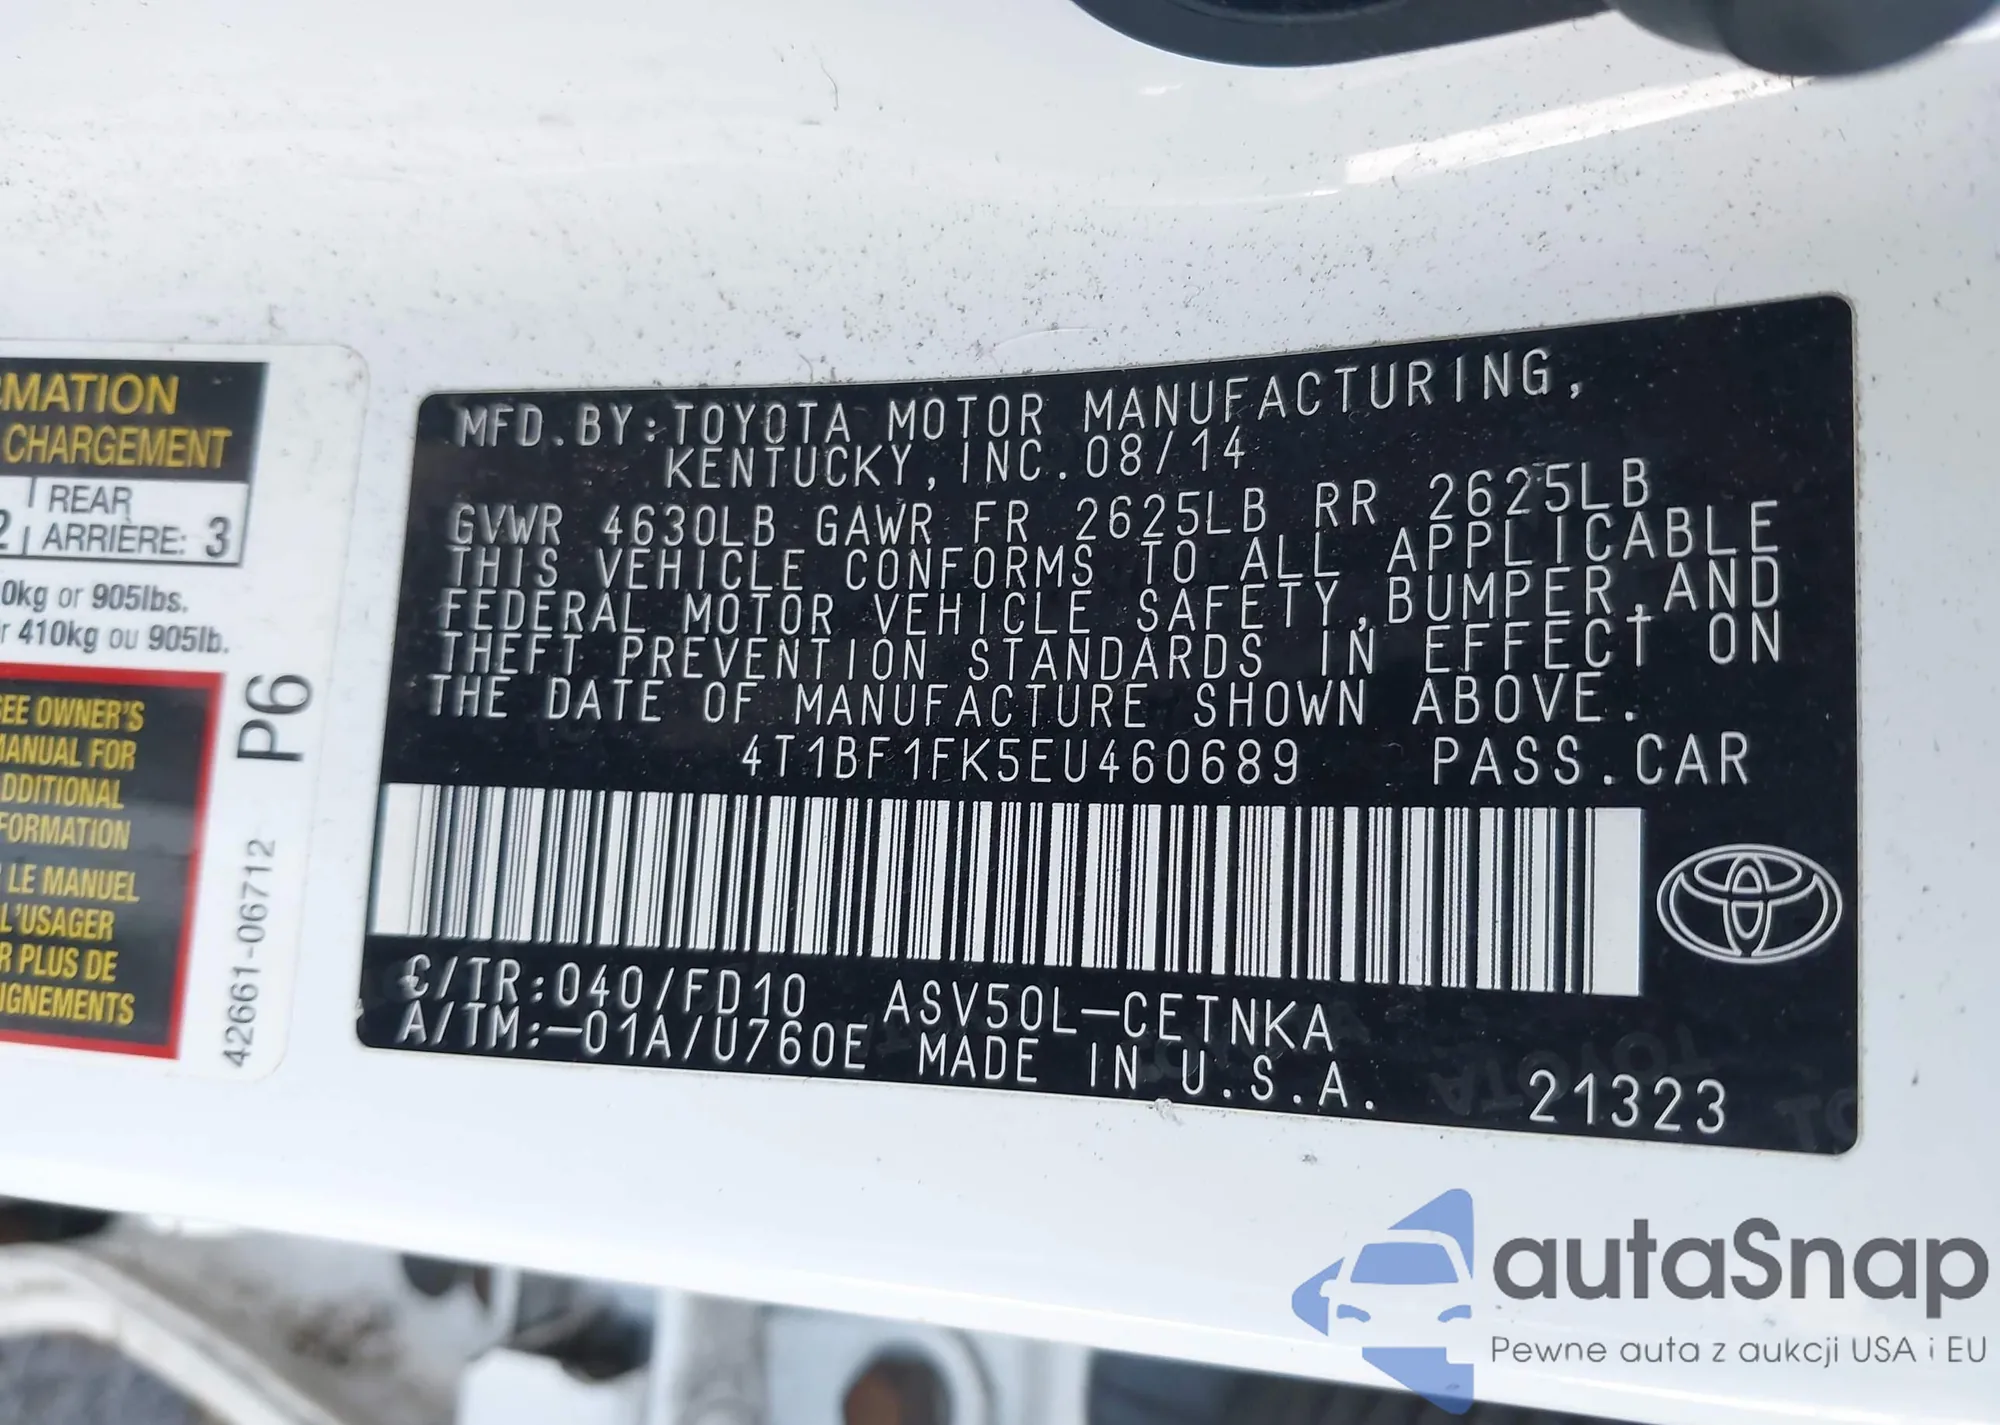 MATION
CHARGEMENT
REAR
ARRIÈRE: 3
0kg or 905lbs.
r 410kg ou 905lb.
SEE OWNER'S
MANUAL FOR
ADDITIONAL
FORMATION
LE MANUEL
L'USAGER
R PLUS DE
IGNEMENTS
P6
42661-06712
MFD.BY:TOYOTA MOTOR MANUFACTURING,
KENTUCKY,INC.08/14
GVWR 4630LB GAWR FR 2625LB RR 2625LB
THIS VEHICLE CONFORMS TO ALL APPLICABLE
FEDERAL MOTOR VEHICLE SAFETY,BUMPER,AND
THEFT PREVENTION STANDARDS IN EFFECT ON
THE DATE OF MANUFACTURE SHOWN ABOVE.
4T1BF1FK5EU460689 PASS.CAR
C/TR:040/FD10 ASV50L-CETNKA
A/TM:-01A/U760E MADE IN U.S.A.
21323
autaSnap
Pewne auta z aukcji USA i EU